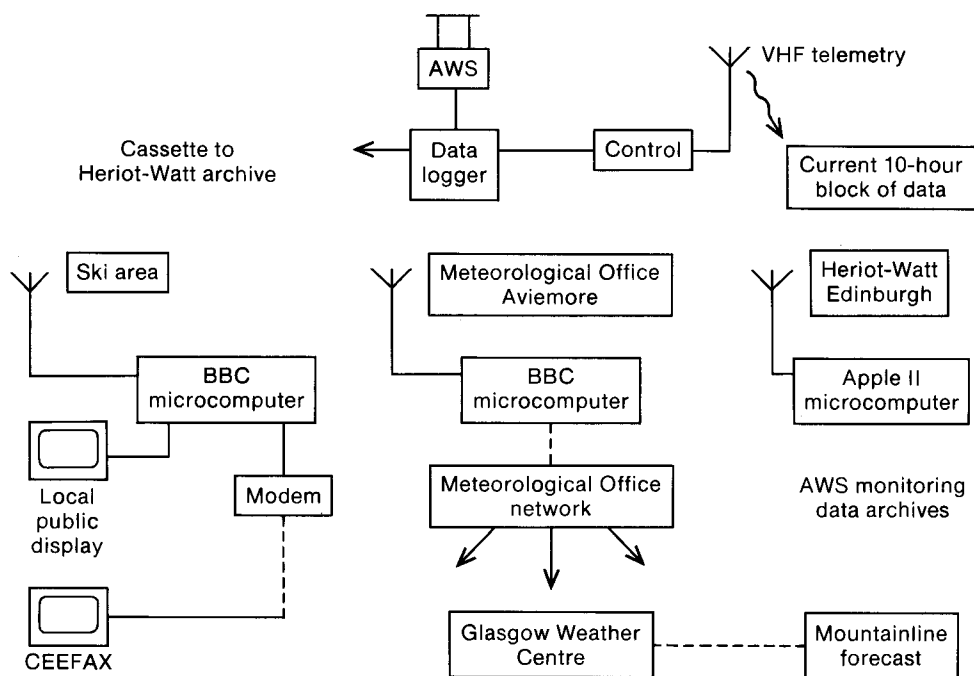 AWS
VHF telemetry
Cassette to
Heriot-Watt archive
Data
logger
Control
Current 10-hour
block of data
Ski area
Meteorological Office
Aviemore
Heriot-Watt
Edinburgh
BBC
microcomputer
BBC
microcomputer
Apple II
microcomputer
Local
public
display
Modem
Meteorological Office
network
AWS monitoring
data archives
CEEFAX
Glasgow Weather
Centre
Mountainline
forecast